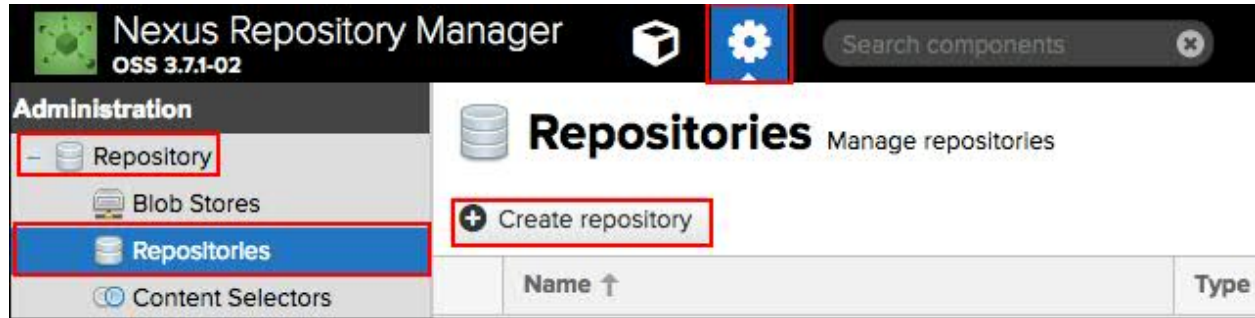 Nexus Repository Manager
OSS 3.7.1-02
Search components
Administration
Repository
Blob Stores
Repositories
Content Selectors
Repositories Manage repositories
Create repository
Name ↑
Type